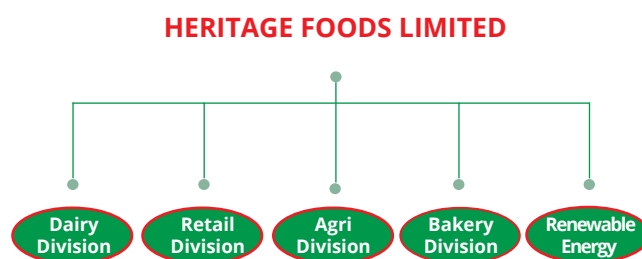 HERITAGE FOODS LIMITED
Dairy
Division
Retail
Division
Agri
Division
Bakery
Division
Renewable
Energy